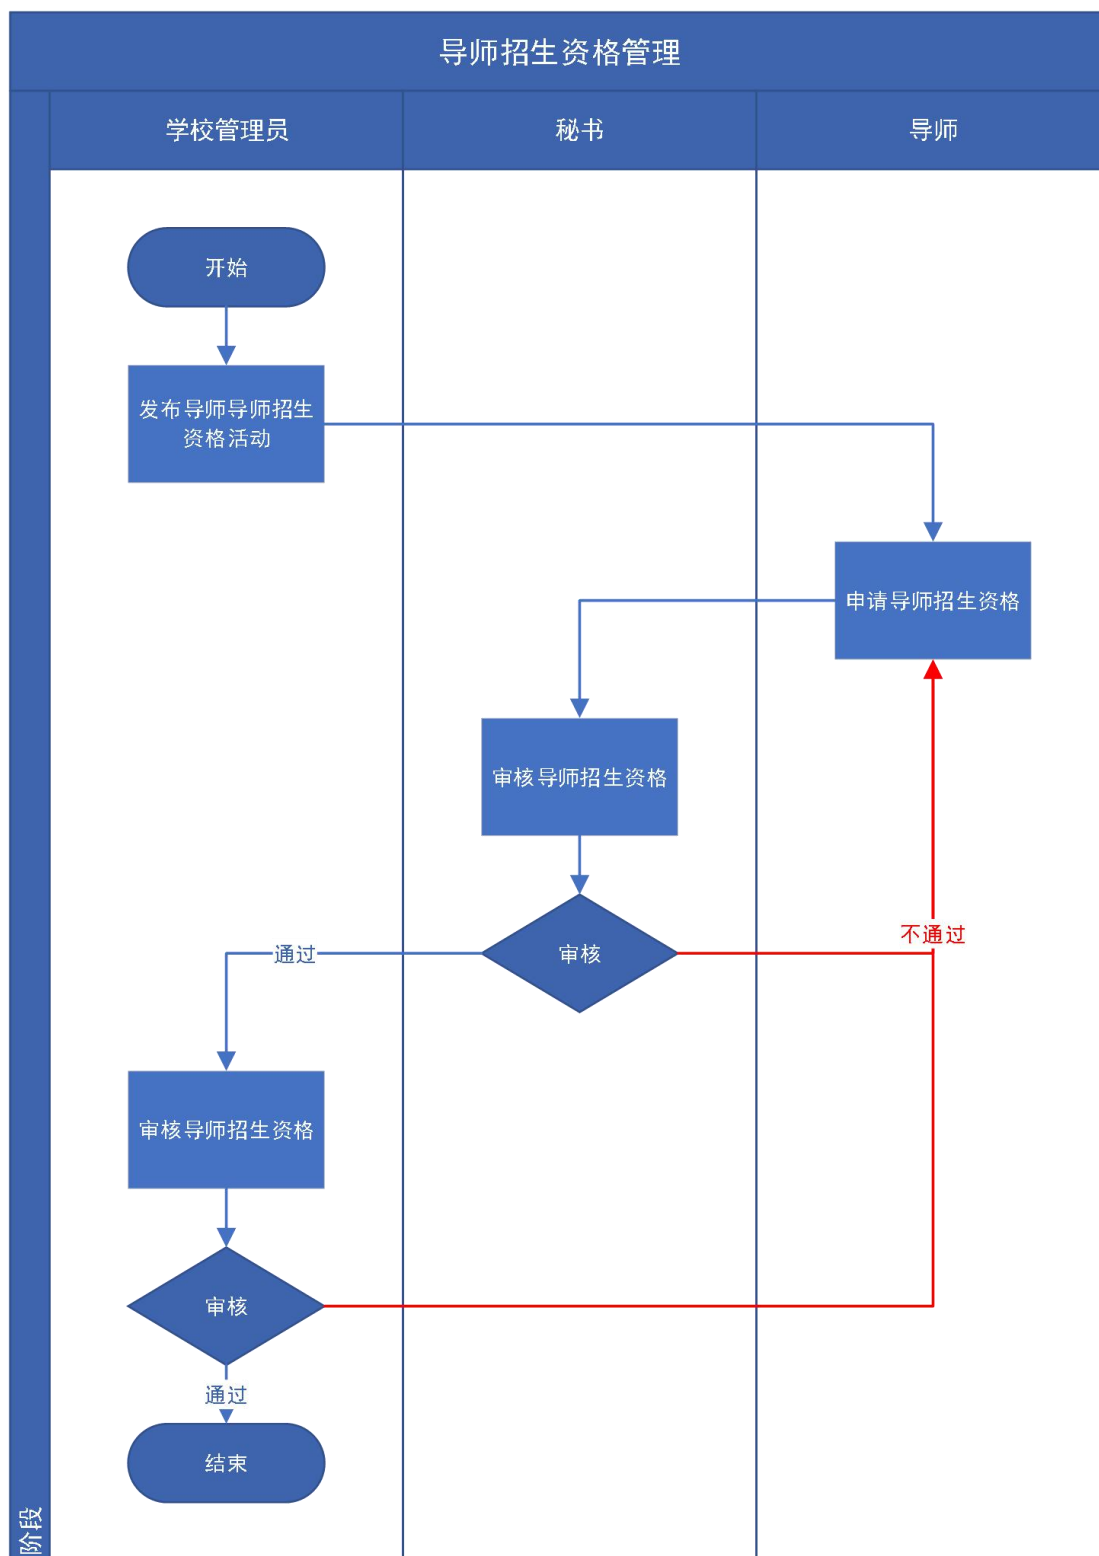 导师招生资格管理
学校管理员
秘书
导师
开始
发布导师导师招生
资格活动
申请导师招生资格
审核导师招生资格
不通过
审核
通过
审核导师招生资格
审核
通过
结束
阶段